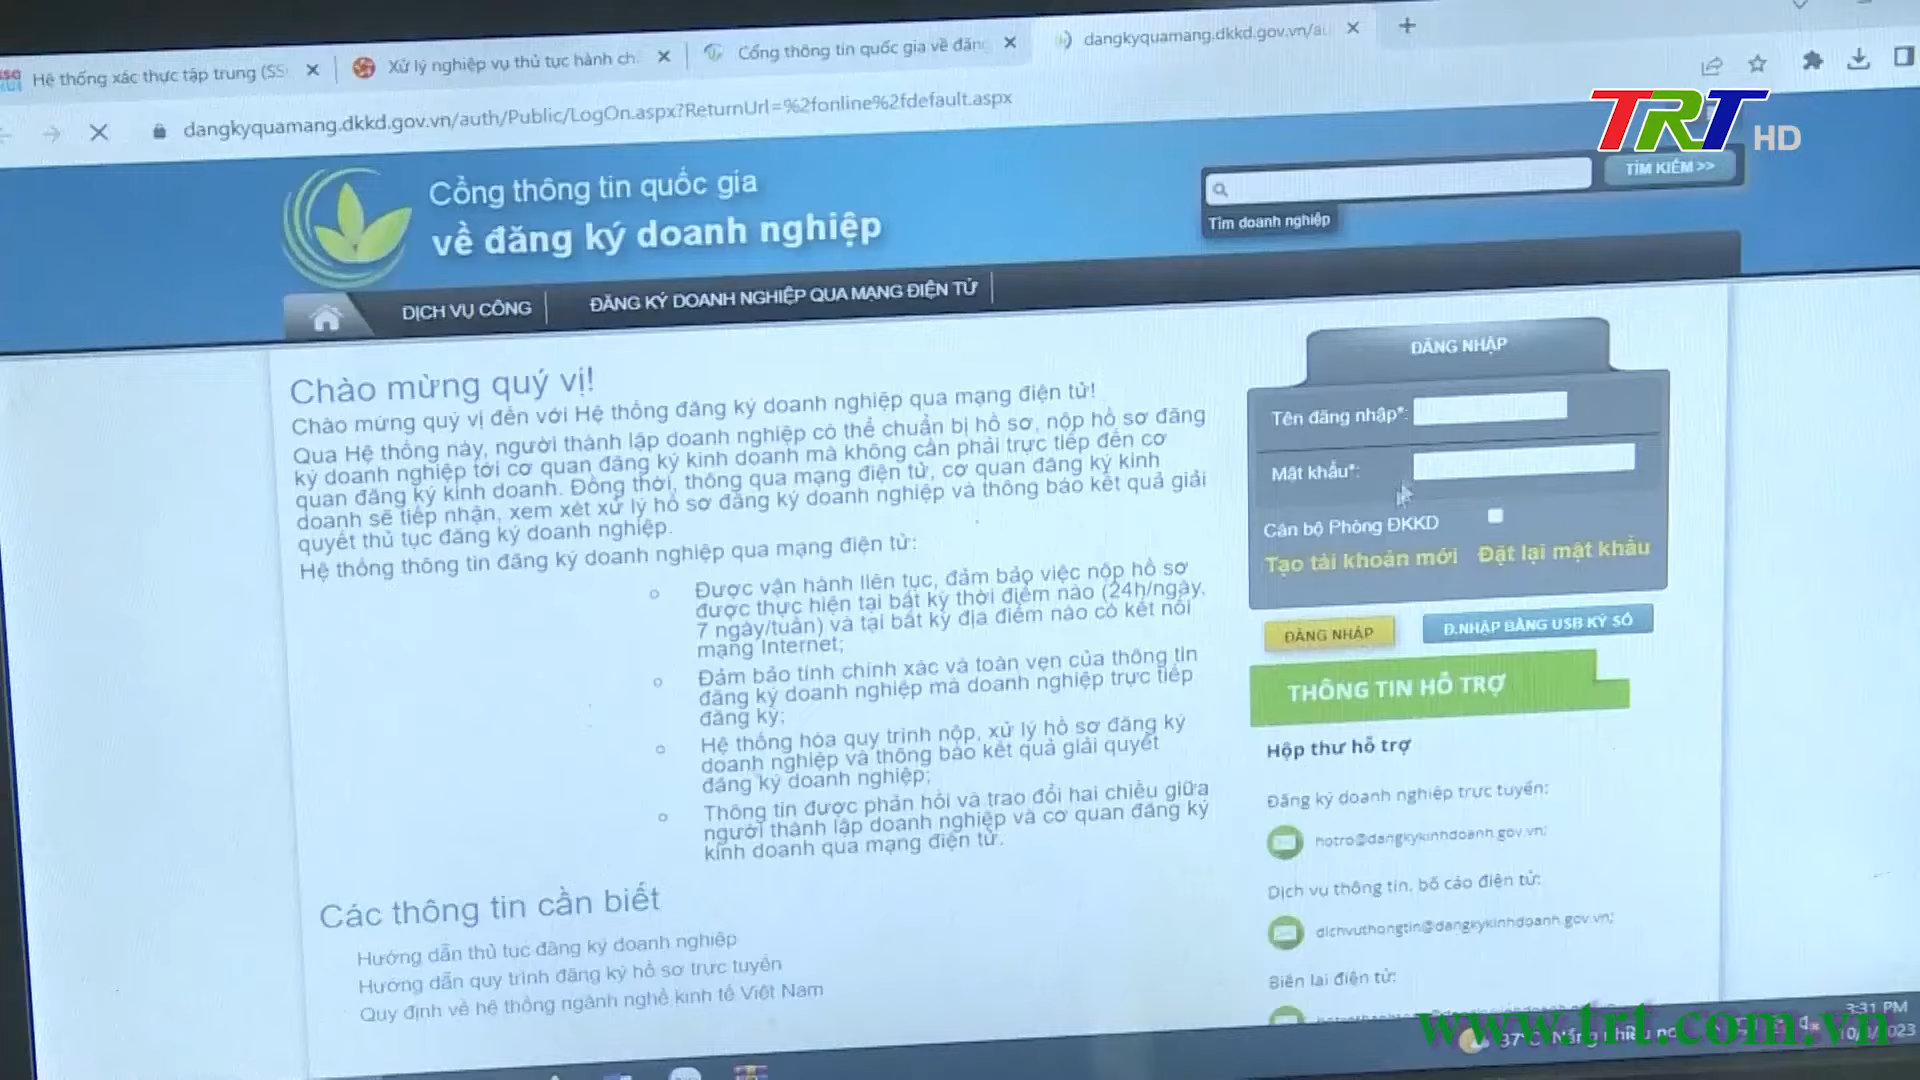 Hệ thống xác thực tập trung (SS
Xử lý nghiệp vụ thủ tục hành ch
Cổng thông tin quốc gia về đăn
dangkyquamang.dkkd.gov.vn/au
dangkyquamang.dkkd.gov.vn/auth/Public/LogOn.aspx?ReturnUrl=%2fonline%2fdefault.aspx
TRT HD
Cổng thông tin quốc gia
về đăng ký doanh nghiệp
TÌM KIẾM >>
Tìm doanh nghiệp
DỊCH VỤ CÔNG
ĐĂNG KÝ DOANH NGHIỆP QUA MẠNG ĐIỆN TỬ
Chào mừng quý vị!
Chào mừng quý vị đến với Hệ thống đăng ký doanh nghiệp qua mạng điện tử!
Qua Hệ thống này, người thành lập doanh nghiệp có thể chuẩn bị hồ sơ, nộp hồ sơ đăng
ký doanh nghiệp tới cơ quan đăng ký kinh doanh mà không cần phải trực tiếp đến cơ
quan đăng ký kinh doanh. Đồng thời, thông qua mạng điện tử, cơ quan đăng ký kinh
doanh sẽ tiếp nhận, xem xét xử lý hồ sơ đăng ký doanh nghiệp và thông báo kết quả giải
quyết thủ tục đăng ký doanh nghiệp.
Hệ thống thông tin đăng ký doanh nghiệp qua mạng điện tử:
Được vận hành liên tục, đảm bảo việc nộp hồ sơ
được thực hiện tại bất kỳ thời điểm nào (24h/ngày,
7 ngày/tuần) và tại bất kỳ địa điểm nào có kết nối
mạng Internet;
Đảm bảo tính chính xác và toàn vẹn của thông tin
đăng ký doanh nghiệp mà doanh nghiệp trực tiếp
đăng ký;
Hệ thống hóa quy trình nộp, xử lý hồ sơ đăng ký
doanh nghiệp và thông báo kết quả giải quyết
đăng ký doanh nghiệp;
Thông tin được phản hồi và trao đổi hai chiều giữa
người thành lập doanh nghiệp và cơ quan đăng ký
kinh doanh qua mạng điện tử.
Các thông tin cần biết
Hướng dẫn thủ tục đăng ký doanh nghiệp
Hướng dẫn quy trình đăng ký hồ sơ trực tuyến
Quy định về hệ thống ngành nghề kinh tế Việt Nam
ĐĂNG NHẬP
Tên đăng nhập*:
Mật khẩu*:
Cán bộ Phòng ĐKKD
Tạo tài khoản mới Đặt lại mật khẩu
ĐĂNG NHẬP
Đ.NHẬP BẰNG USB KÝ SỐ
THÔNG TIN HỖ TRỢ
Hộp thư hỗ trợ
Đăng ký doanh nghiệp trực tuyến:
hotro@dangkykinhdoanh.gov.vn;
Dịch vụ thông tin, bố cáo điện tử:
dichvuthongtin@dangkykinhdoanh.gov.vn;
Biên lai điện tử:
www.trt.com.vn
37°C
3:31 PM